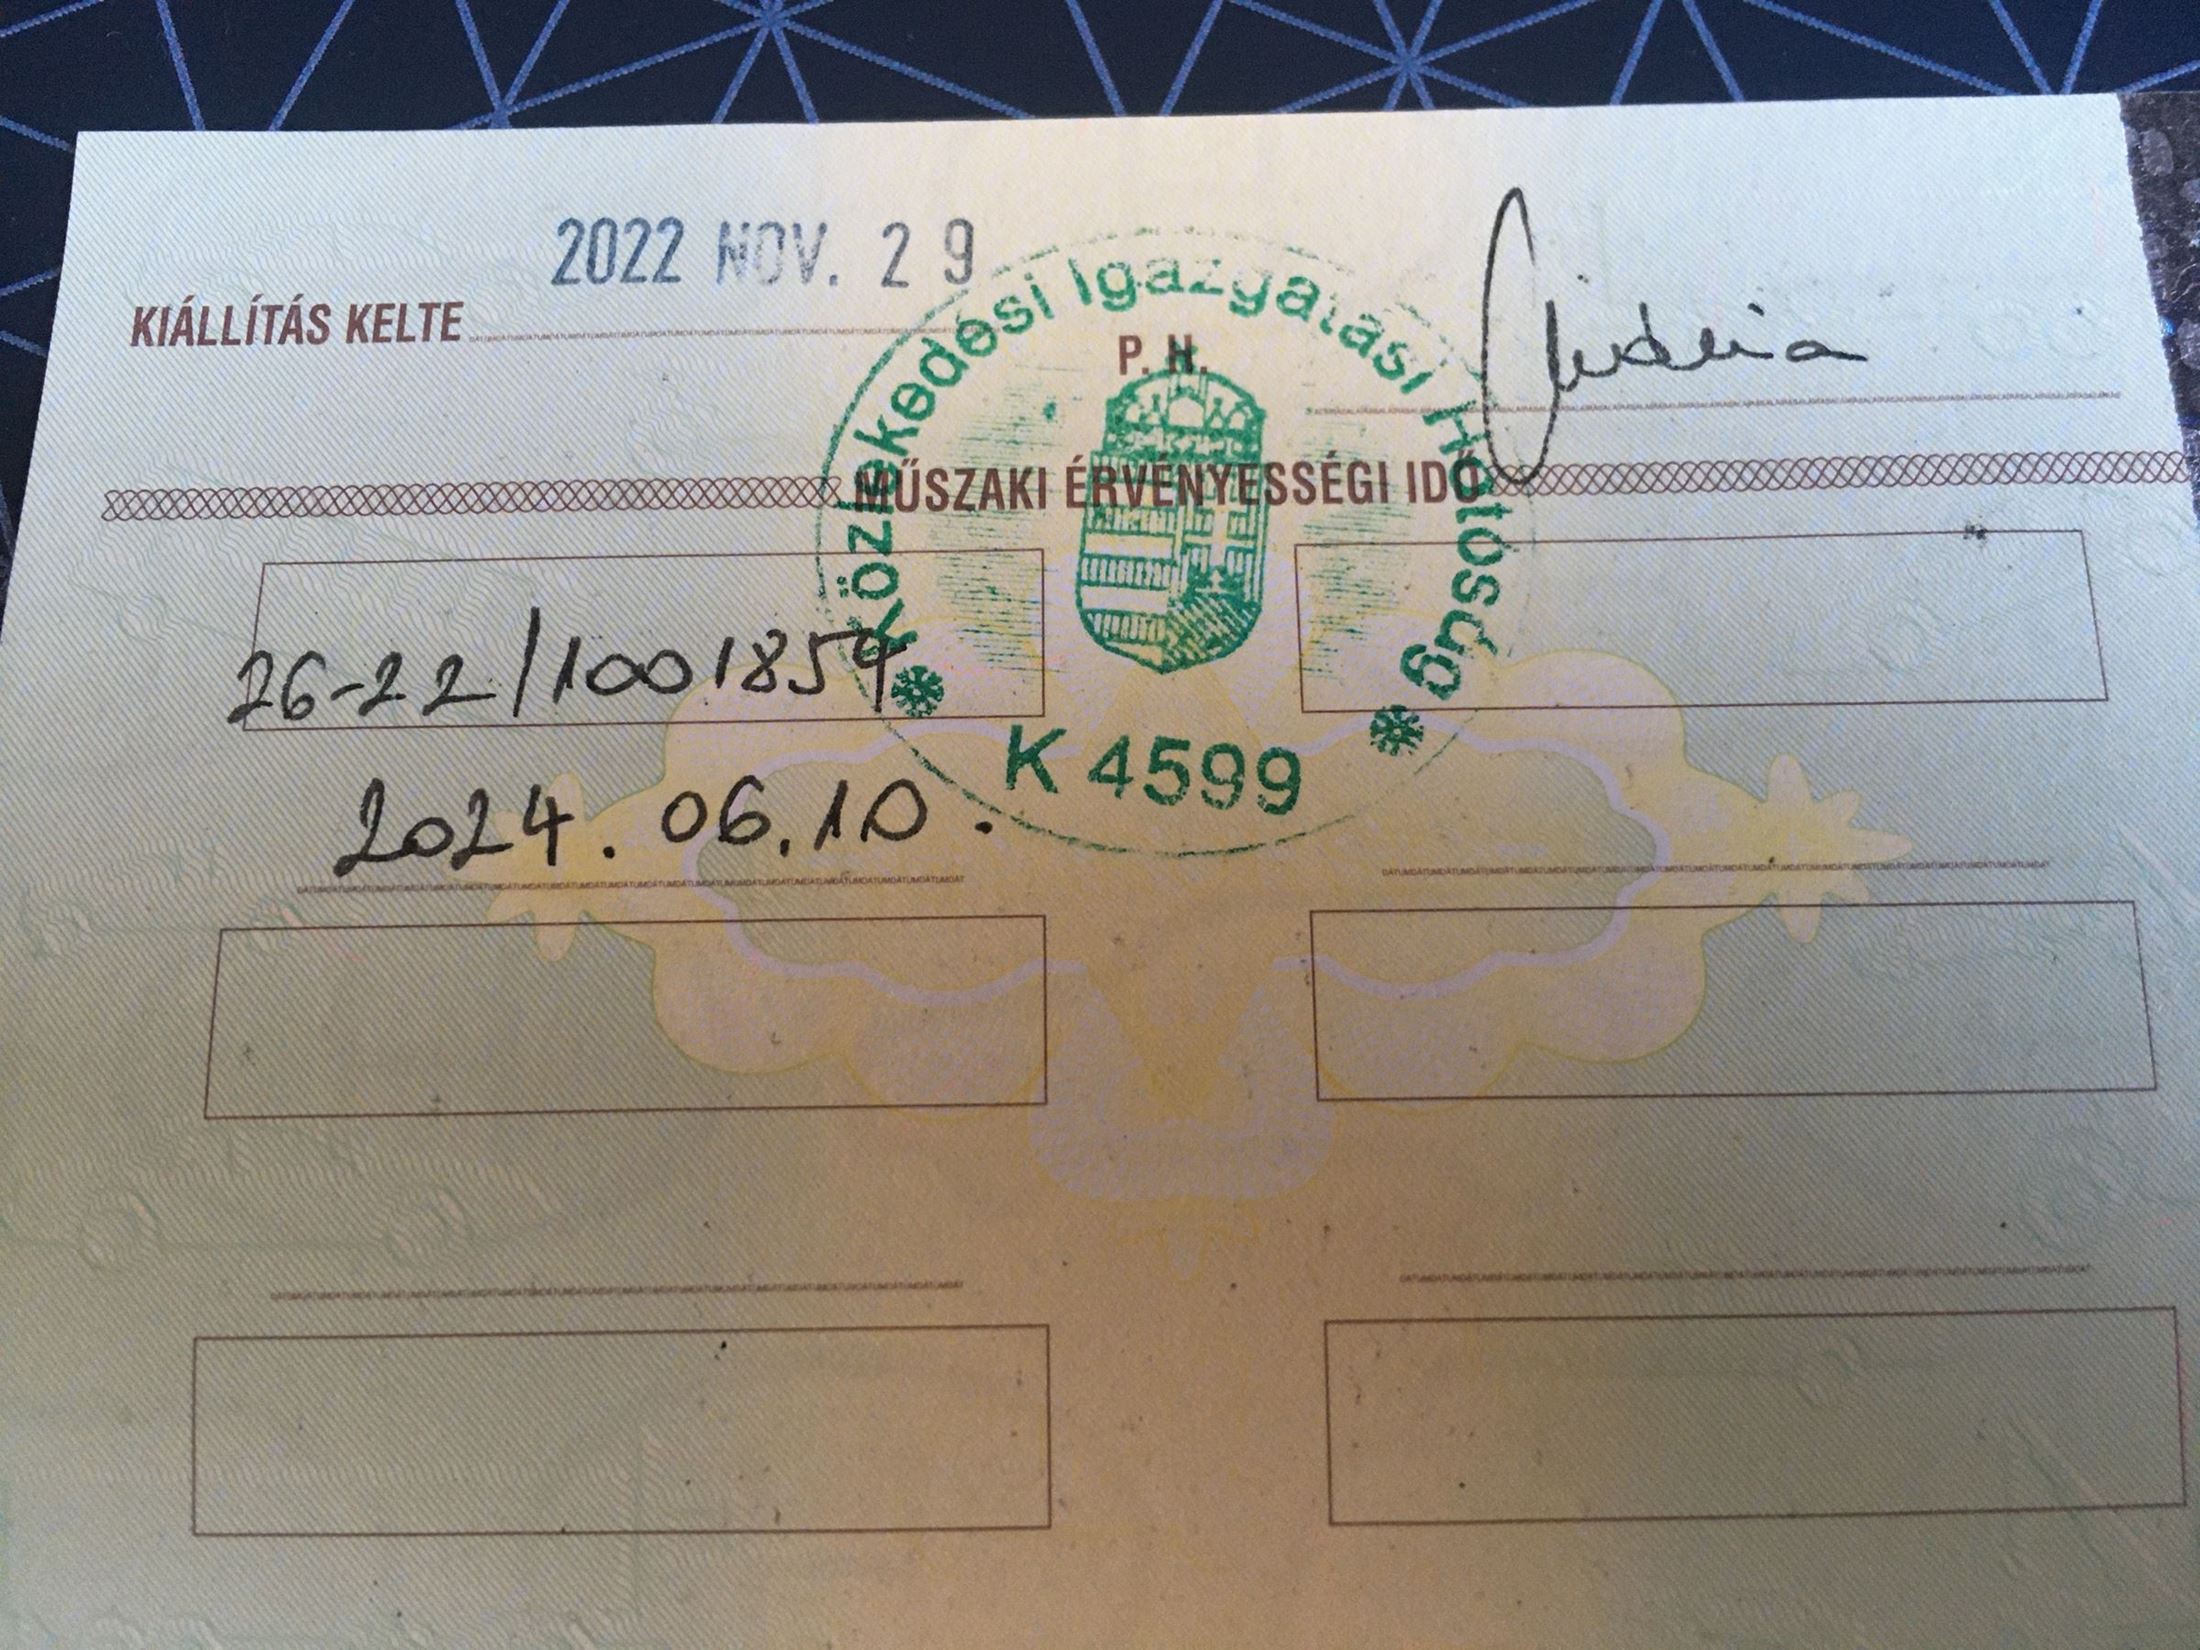 2022 NOV. 29
KIÁLLÍTÁS KELTE
P. H.
Közlekedési Igazgatási Hatóság
K 4599
MŰSZAKI ÉRVÉNYESSÉGI IDŐ
26-22/1001859
2024. 06.10.